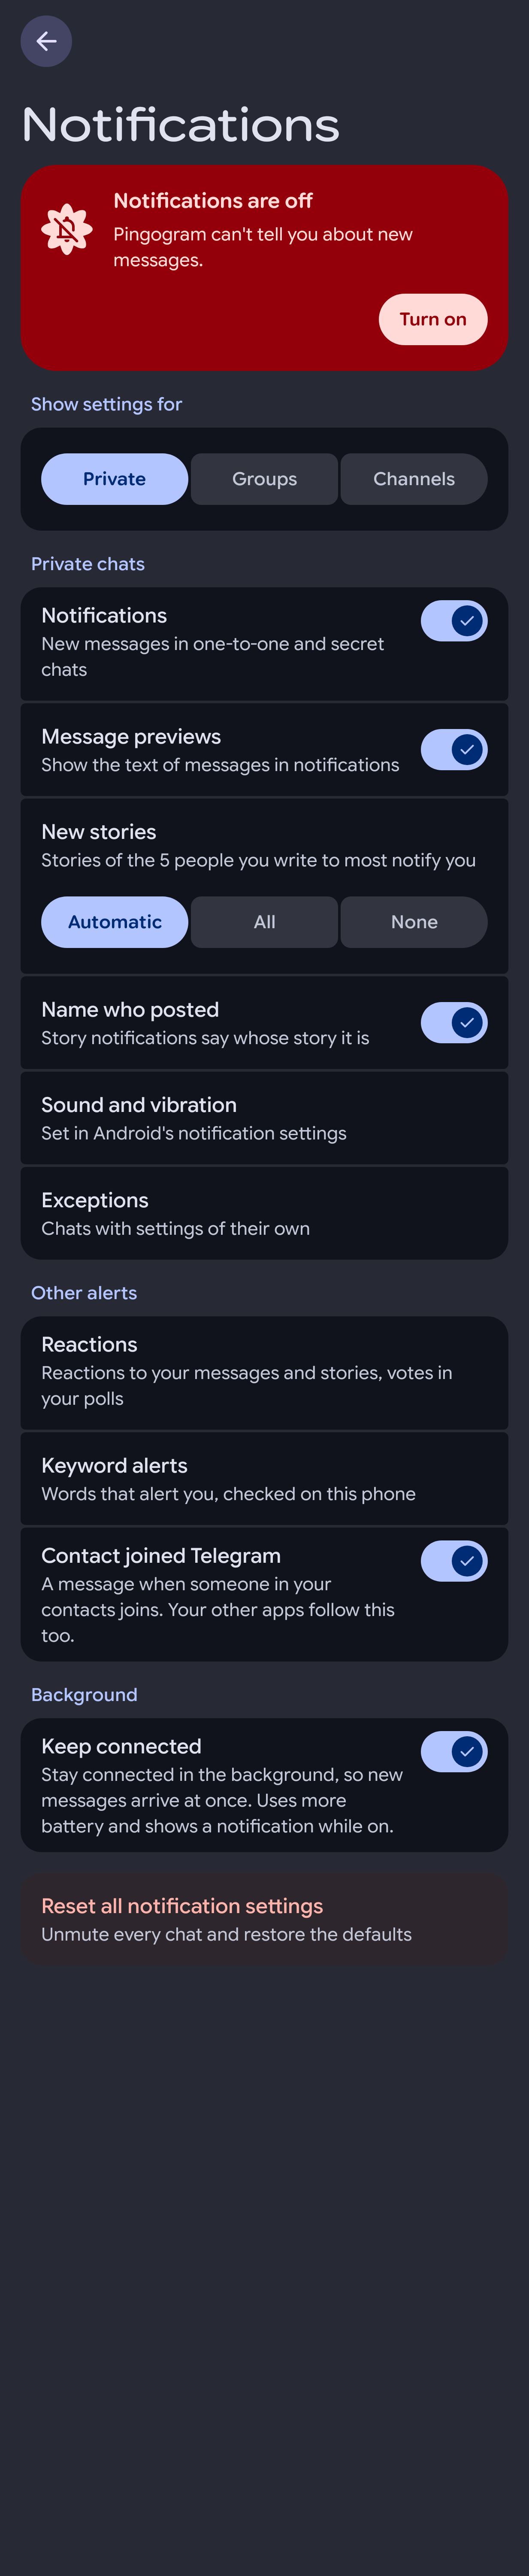 Notifications
Notifications are off
Pingogram can't tell you about new
messages.
Turn on
Show settings for
Private
Groups
Channels
Private chats
Notifications
New messages in one-to-one and secret
chats
Message previews
Show the text of messages in notifications
New stories
Stories of the 5 people you write to most notify you
Automatic
All
None
Name who posted
Story notifications say whose story it is
Sound and vibration
Set in Android's notification settings
Exceptions
Chats with settings of their own
Other alerts
Reactions
Reactions to your messages and stories, votes in
your polls
Keyword alerts
Words that alert you, checked on this phone
Contact joined Telegram
A message when someone in your
contacts joins. Your other apps follow this
too.
Background
Keep connected
Stay connected in the background, so new
messages arrive at once. Uses more
battery and shows a notification while on.
Reset all notification settings
Unmute every chat and restore the defaults